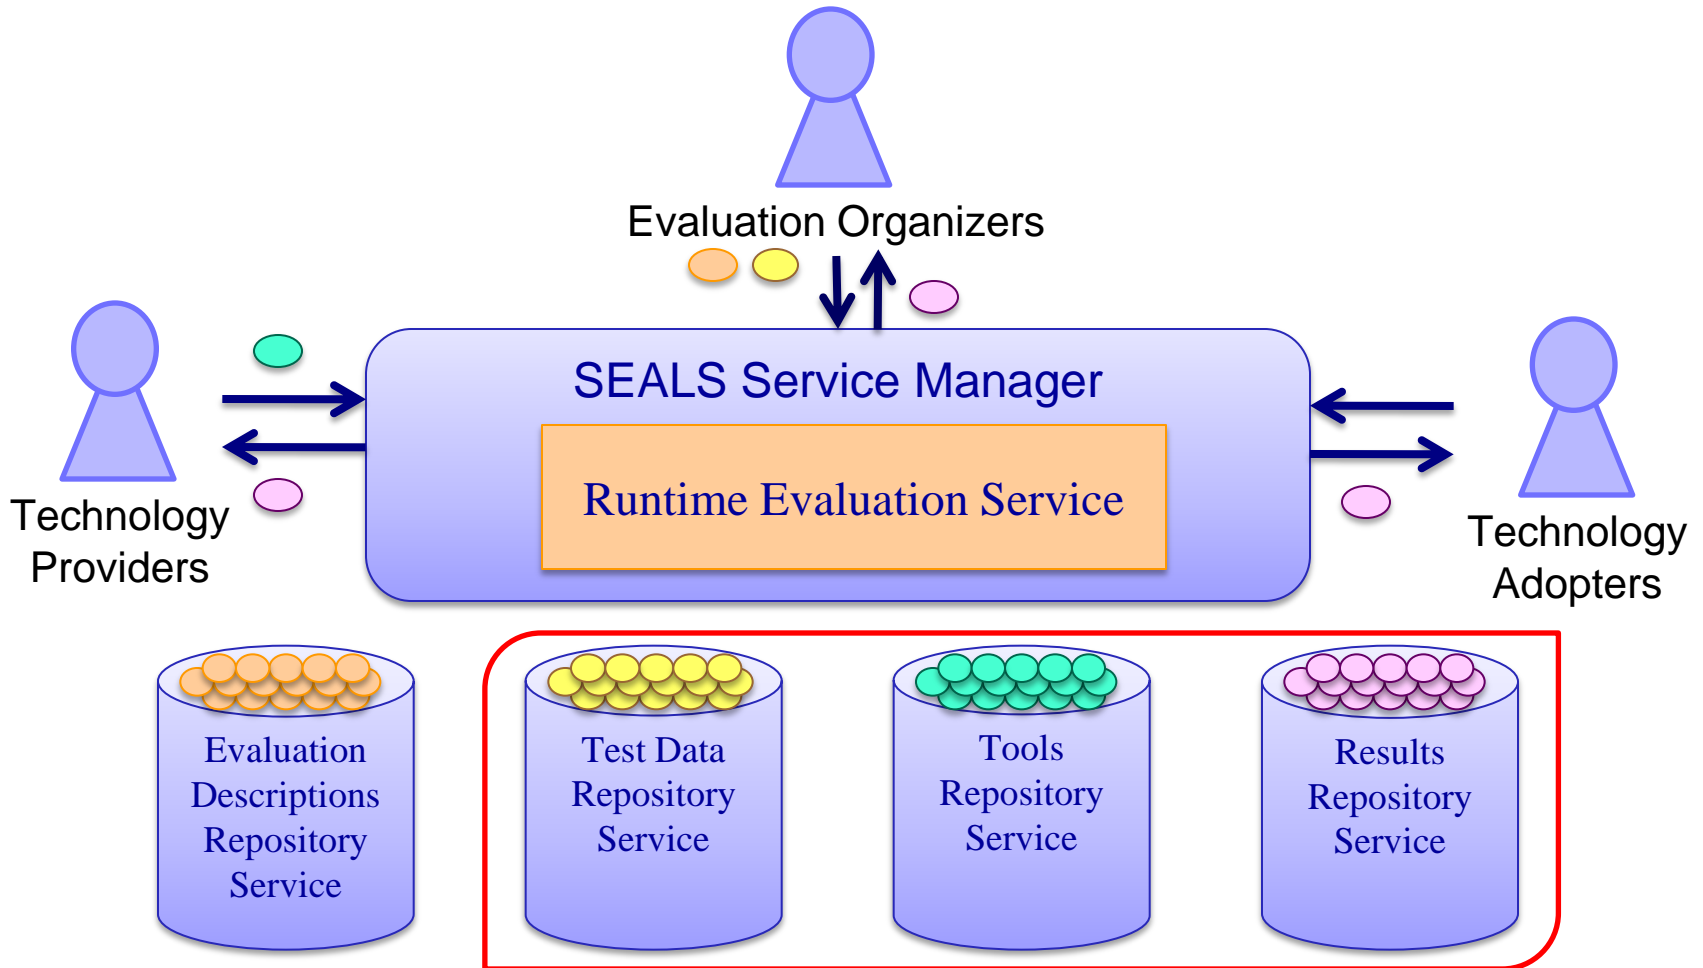 Evaluation Organizers
SEALS Service Manager
Runtime Evaluation Service
Technology
Providers
Technology
Adopters
Evaluation
Descriptions
Repository
Service
Test Data
Repository
Service
Tools
Repository
Service
Results
Repository
Service